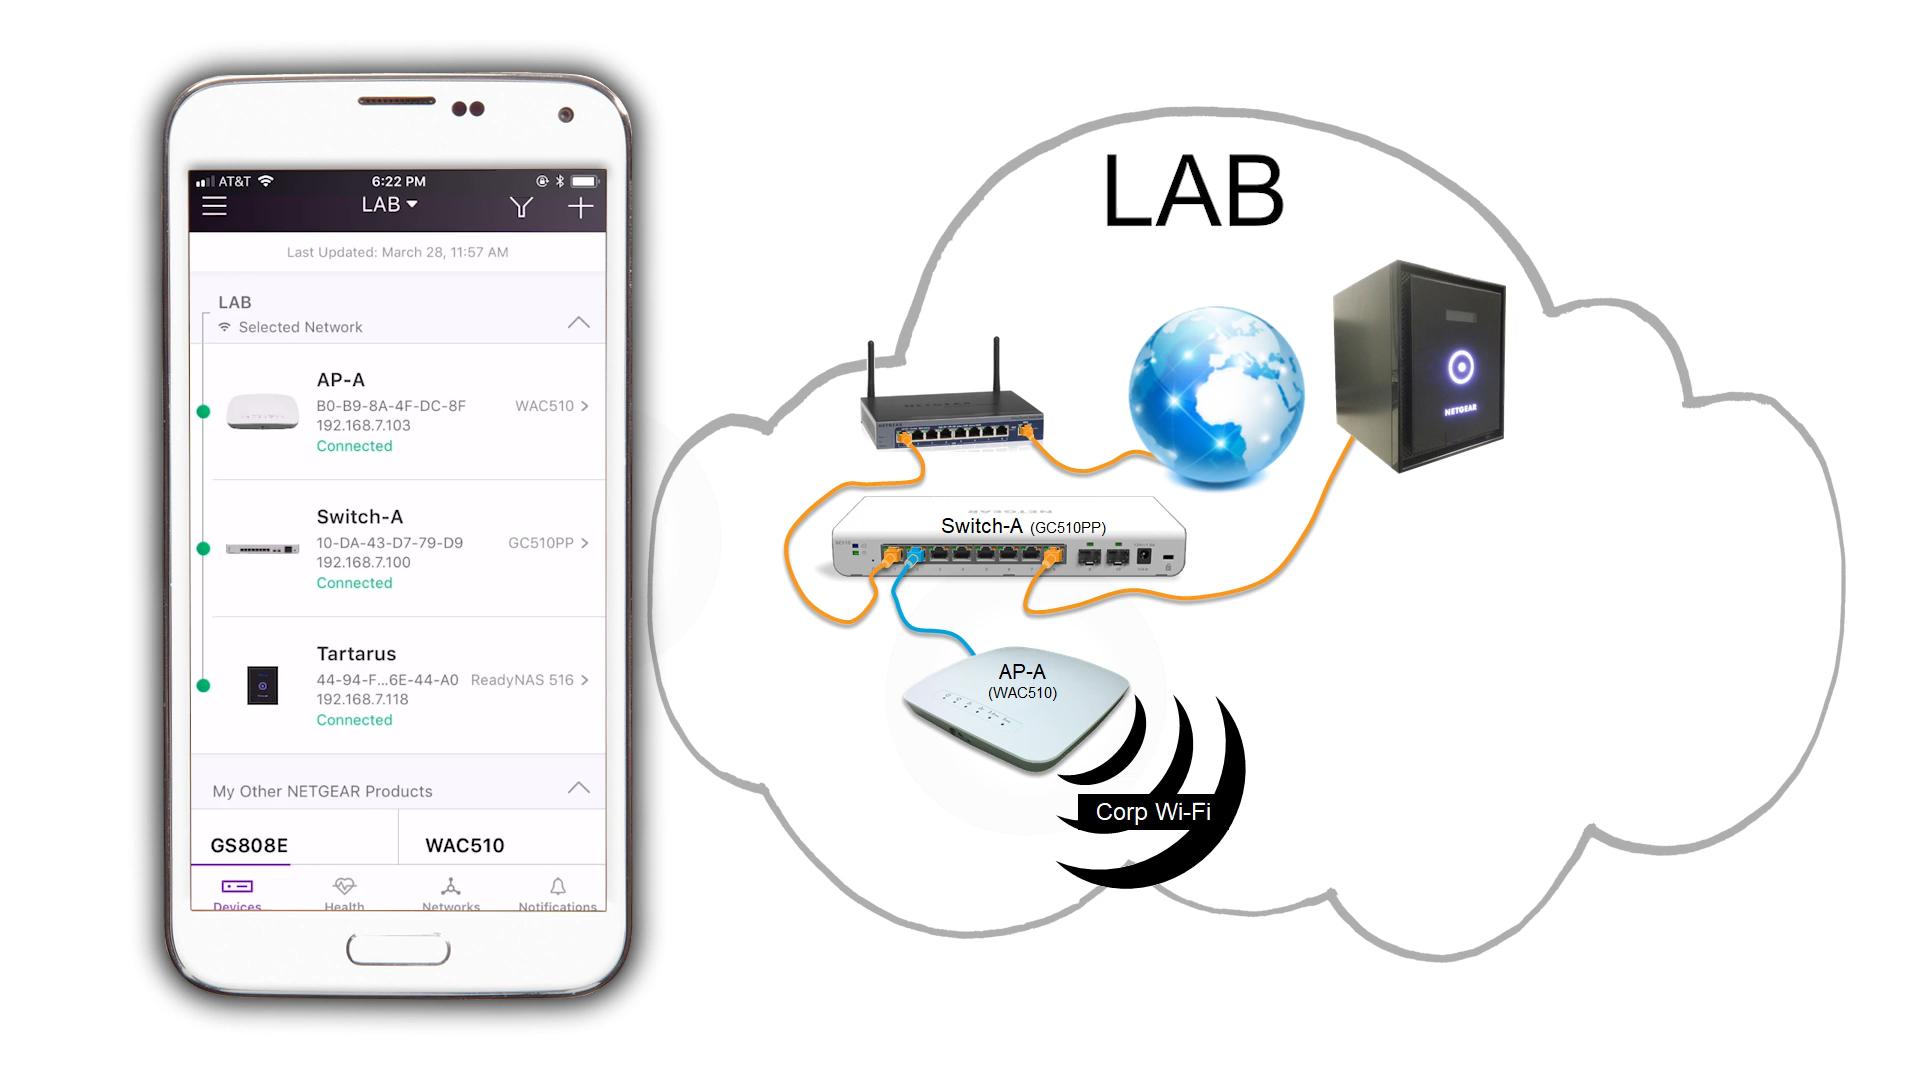 AT&T
6:22 PM
LAB
Last Updated: March 28, 11:57 AM
LAB
Selected Network
AP-A
B0-B9-8A-4F-DC-8F
WAC510
192.168.7.103
Connected
Switch-A
10-DA-43-D7-79-D9
GC510PP
192.168.7.100
Connected
Tartarus
44-94-F...6E-44-A0
ReadyNAS 516
192.168.7.118
Connected
My Other NETGEAR Products
GS808E
WAC510
Devices
Health
Networks
Notifications
LAB
NETGEAR
NETGEAR
NETGEAR
NETGEAR
Switch-A (GC510PP)
AP-A
(WAC510)
Corp Wi-Fi